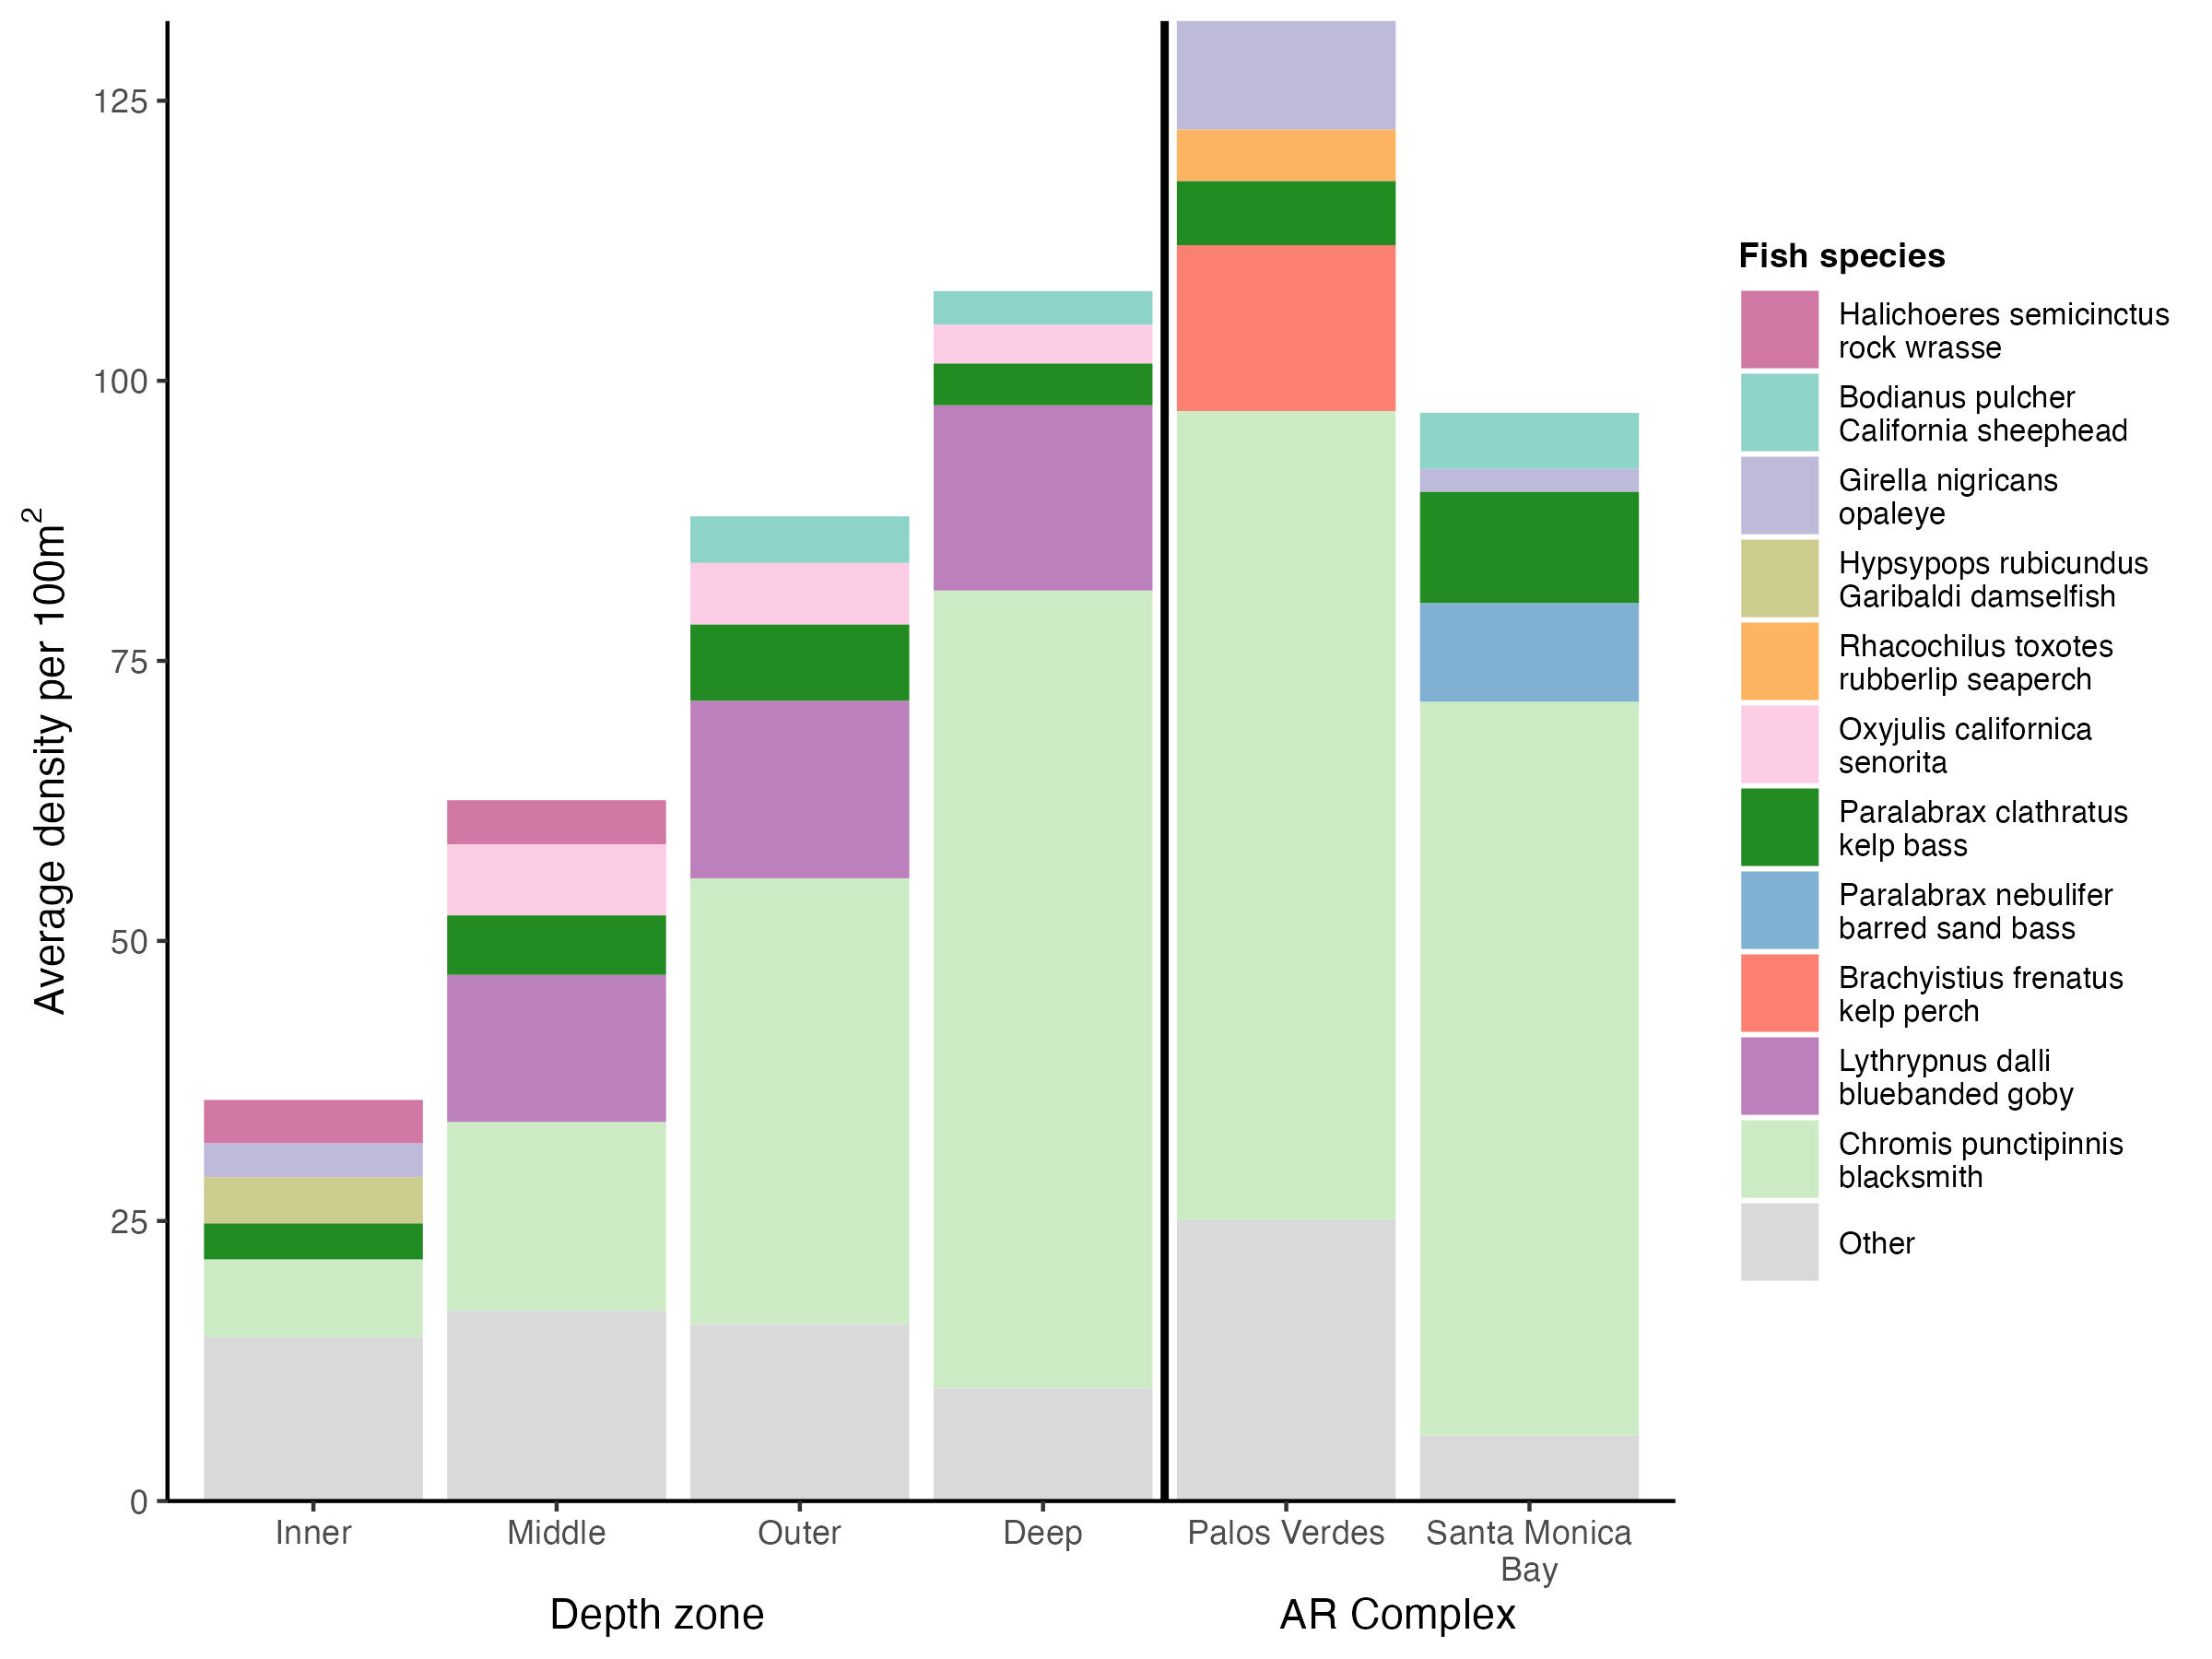 Average density per 100m²
125
100
75
50
25
0
Inner
Middle
Outer
Deep
Palos Verdes
Santa Monica
Bay
Depth zone
AR Complex
Fish species
Halichoeres semicinctus
rock wrasse
Bodianus pulcher
California sheephead
Girella nigricans
opaleye
Hypsypops rubicundus
Garibaldi damselfish
Rhacochilus toxotes
rubberlip seaperch
Oxyjulis californica
senorita
Paralabrax clathratus
kelp bass
Paralabrax nebulifer
barred sand bass
Brachyistius frenatus
kelp perch
Lythrypnus dalli
bluebanded goby
Chromis punctipinnis
blacksmith
Other